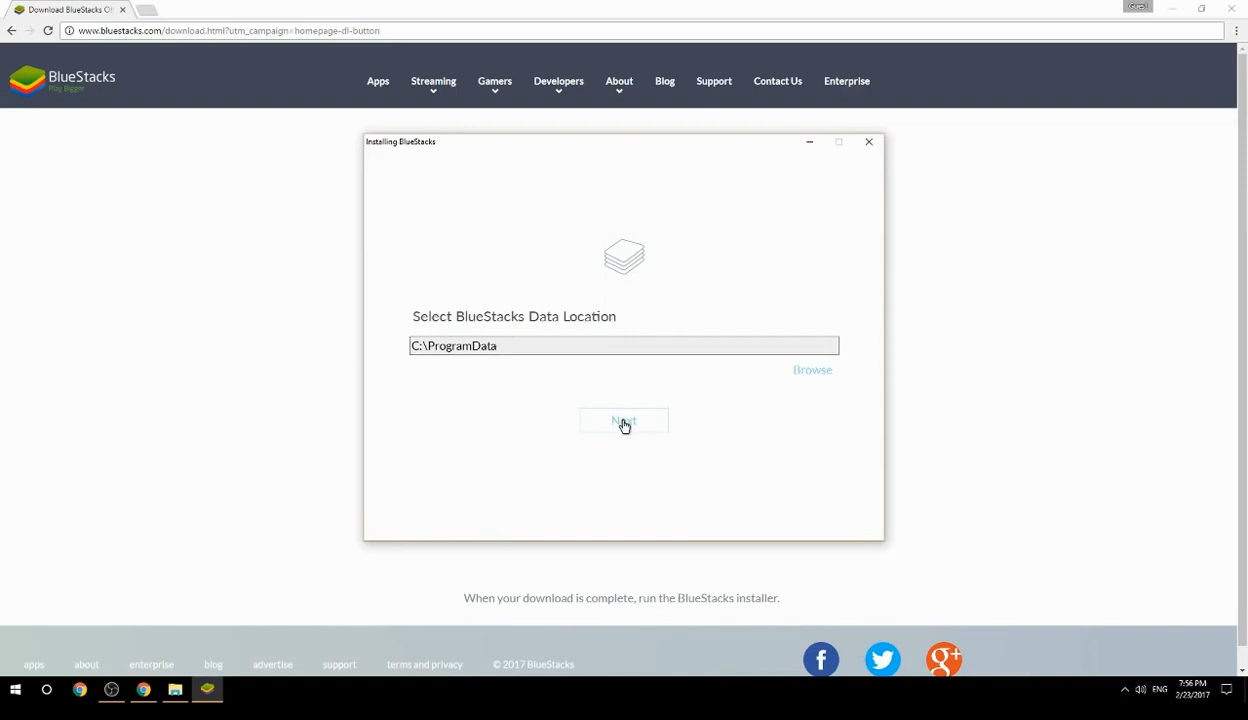 Download BlueStacks Of
Guest
www.bluestacks.com/download.html?utm_campaign=homepage-dl-button
BlueStacks
Play Bigger
Apps Streaming Gamers Developers About Blog Support Contact Us Enterprise
Installing BlueStacks
Select BlueStacks Data Location
C:\ProgramData
Browse
Next
When your download is complete, run the BlueStacks installer.
apps about enterprise blog advertise support terms and privacy © 2017 BlueStacks
f g+
ENG
7:56 PM
2/23/2017